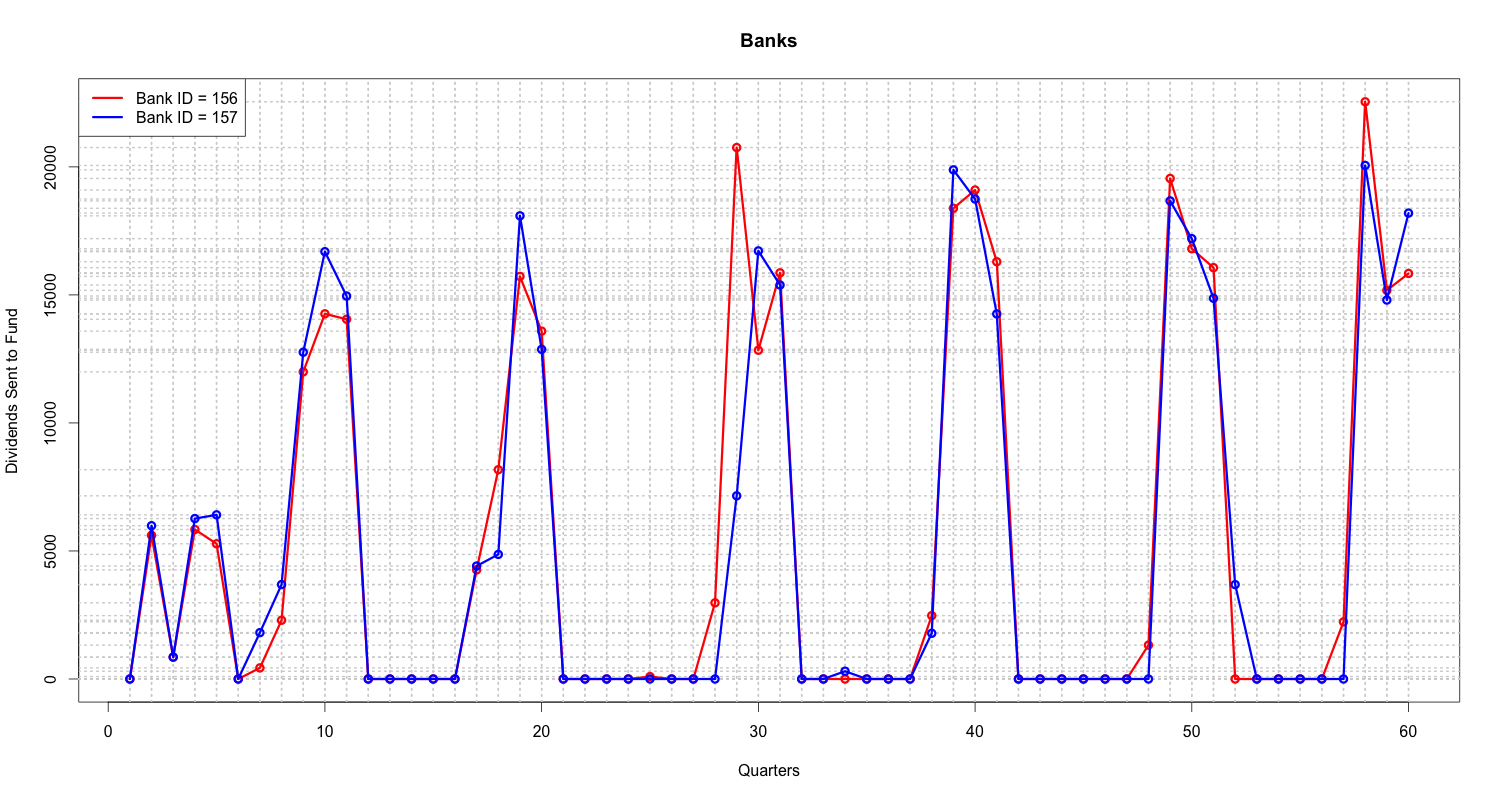 Banks
Bank ID = 156
Bank ID = 157
Dividends Sent to Fund
20000
15000
10000
5000
0
0 10 20 30 40 50 60
Quarters